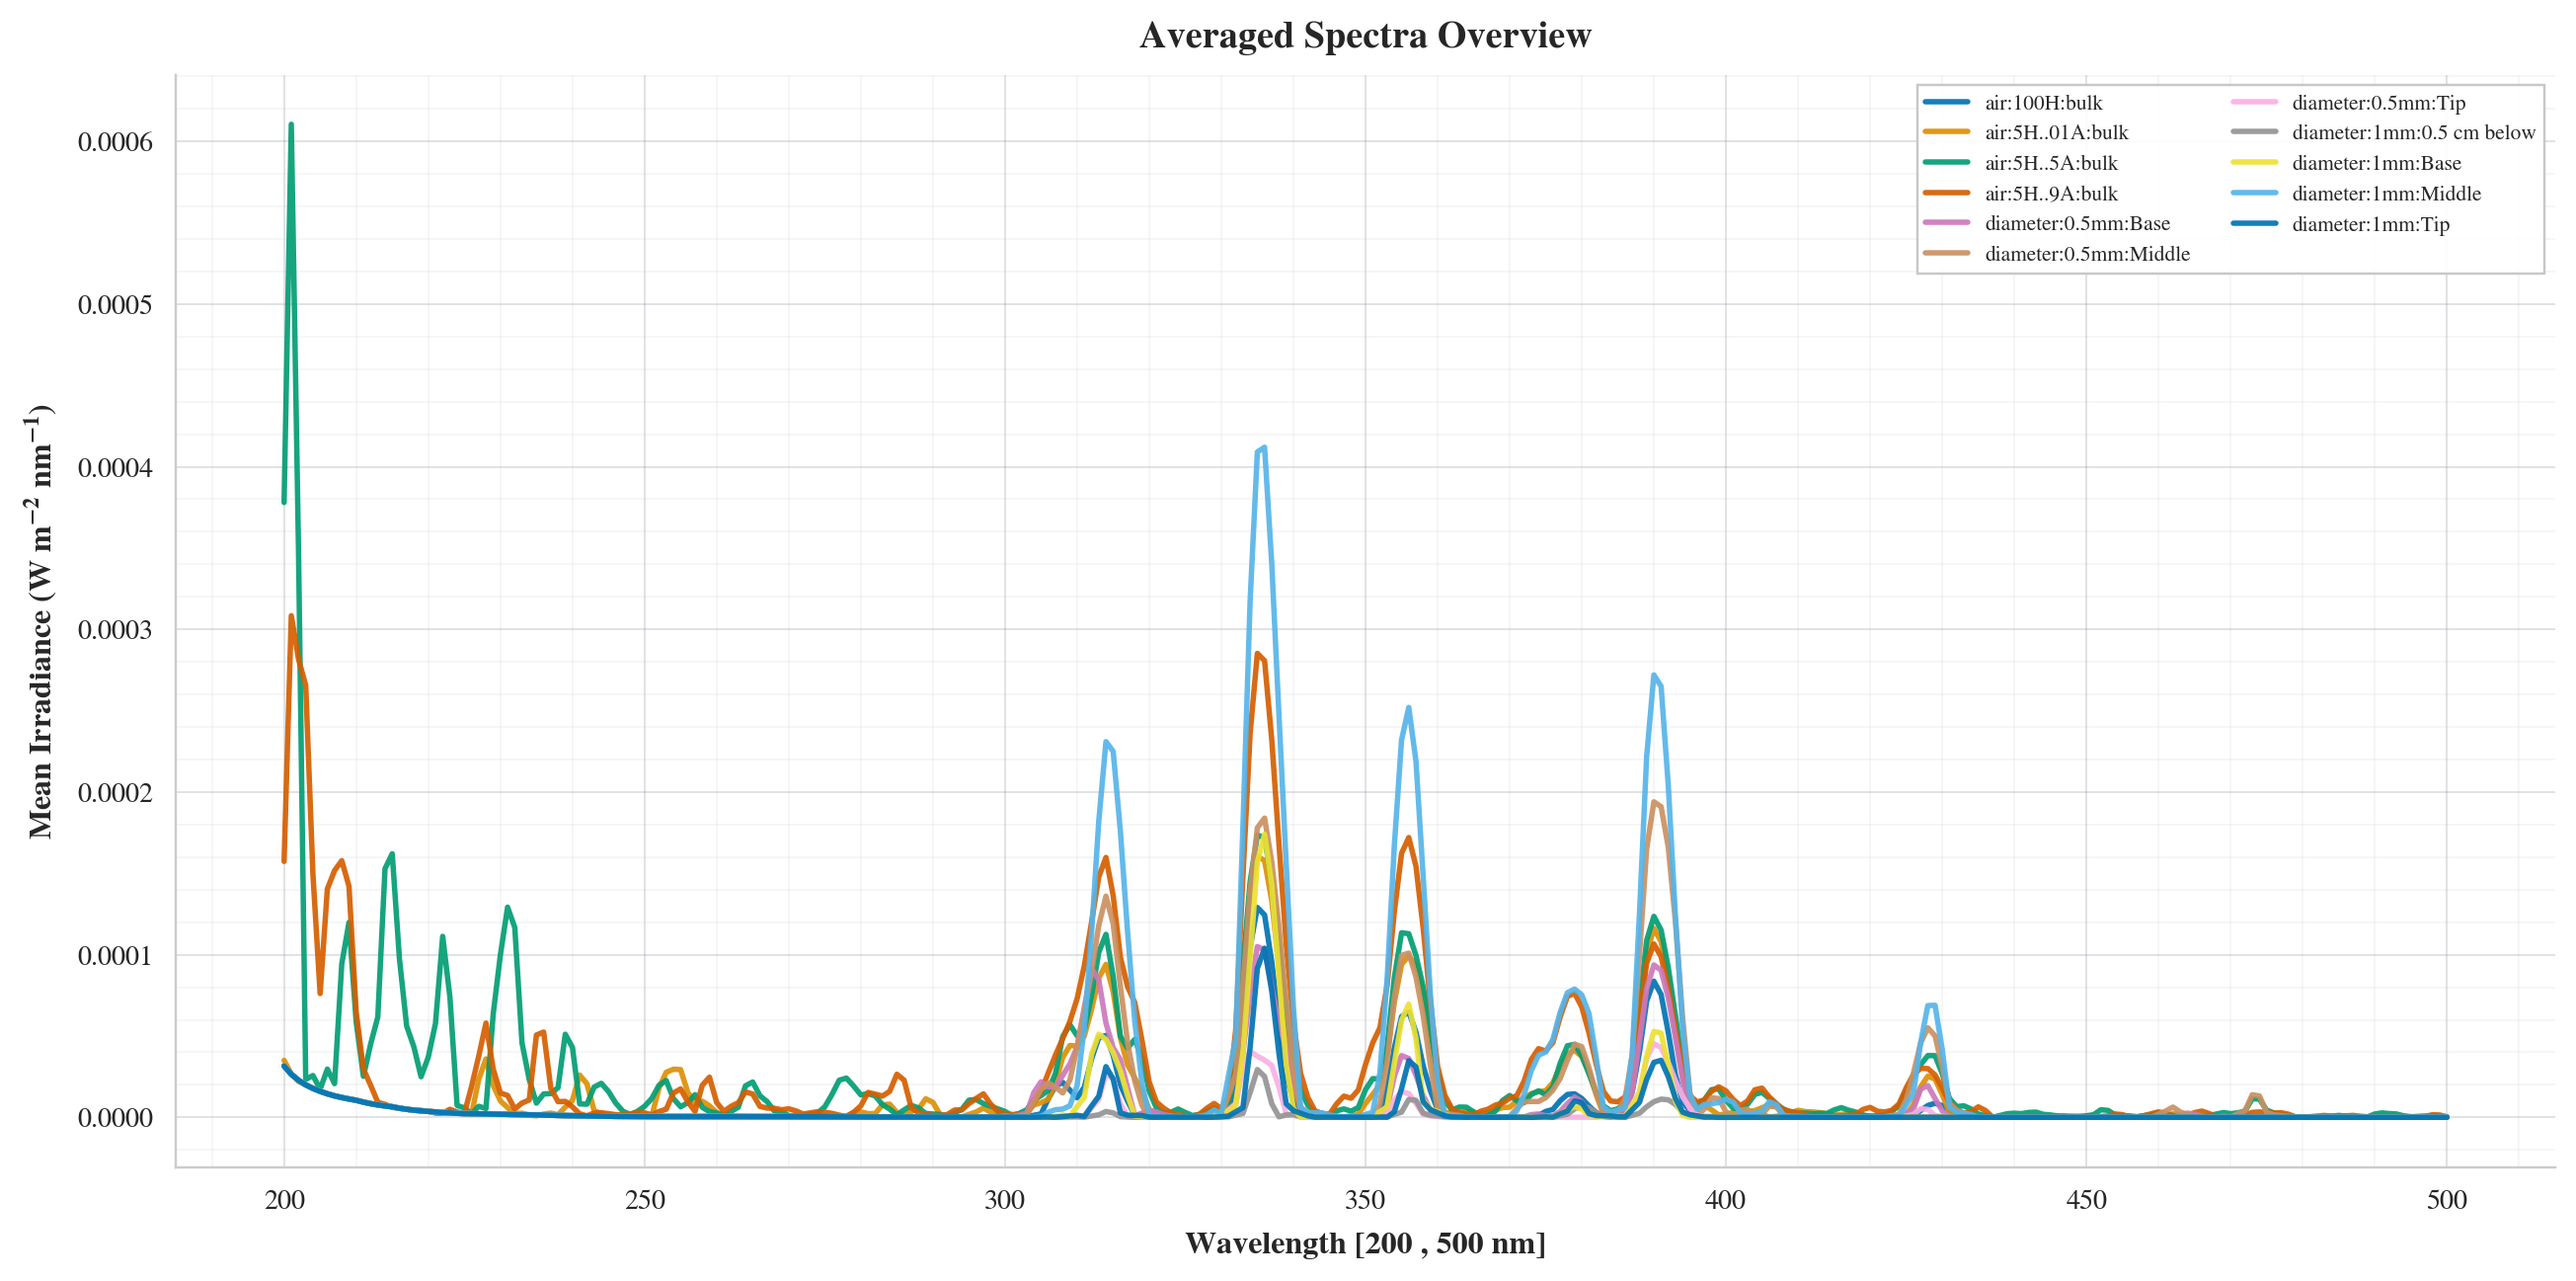 Averaged Spectra Overview
Mean Irradiance (W m⁻² nm⁻¹)
0.0006
0.0005
0.0004
0.0003
0.0002
0.0001
0.0000
air:100H:bulk
air:5H..01A:bulk
air:5H..5A:bulk
air:5H..9A:bulk
diameter:0.5mm:Base
diameter:0.5mm:Middle
diameter:0.5mm:Tip
diameter:1mm:0.5 cm below
diameter:1mm:Base
diameter:1mm:Middle
diameter:1mm:Tip
200 250 300 350 400 450 500
Wavelength [200 , 500 nm]